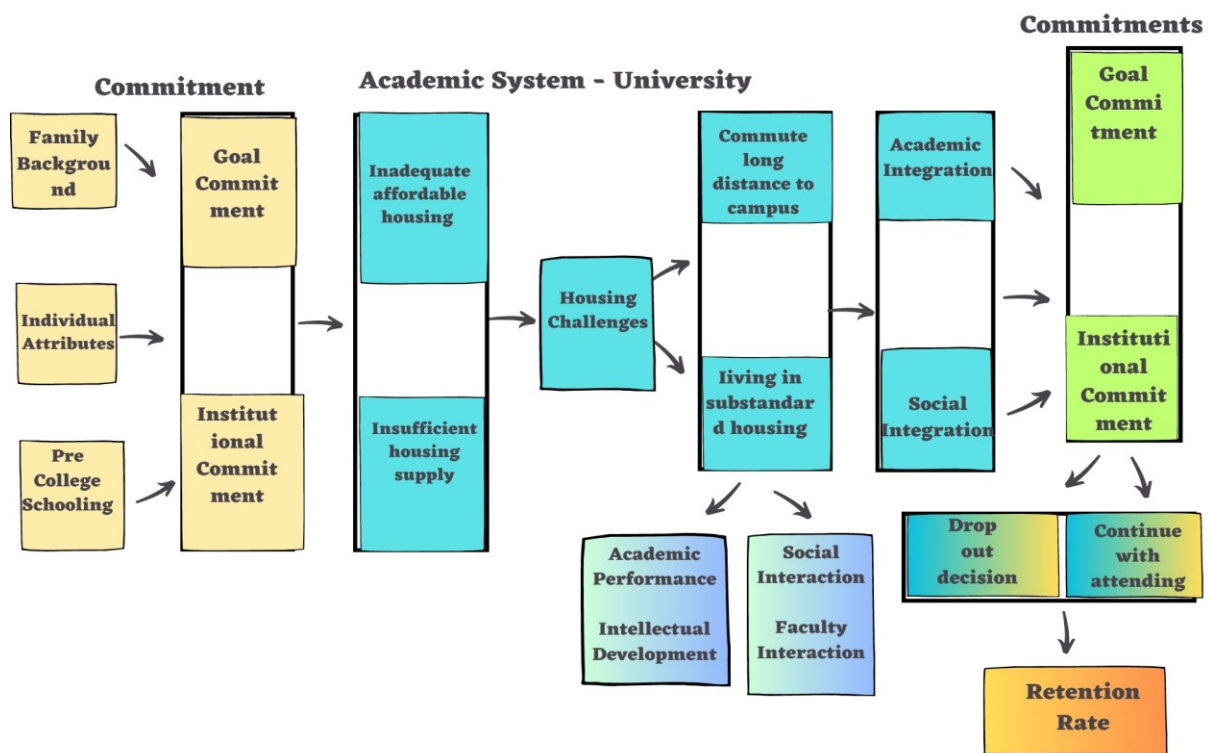 Commitments
Commitment
Academic System - University
Family
Backgrou
nd
Individual
Attributes
Pre
College
Schooling
Goal
Commit
ment
Institut
ional
Commit
ment
Inadequate
affordable
housing
Insufficient
housing
supply
Housing
Challenges
Commute
long
distance to
campus
Iiving in
substandar
d housing
Academic
Integration
Social
Integration
Goal
Commi
tment
Instituti
onal
Commit
ment
Academic
Performance
Intellectual
Development
Social
Interaction
Faculty
Interaction
Drop
out
decision
Continue
with
attending
Retention
Rate